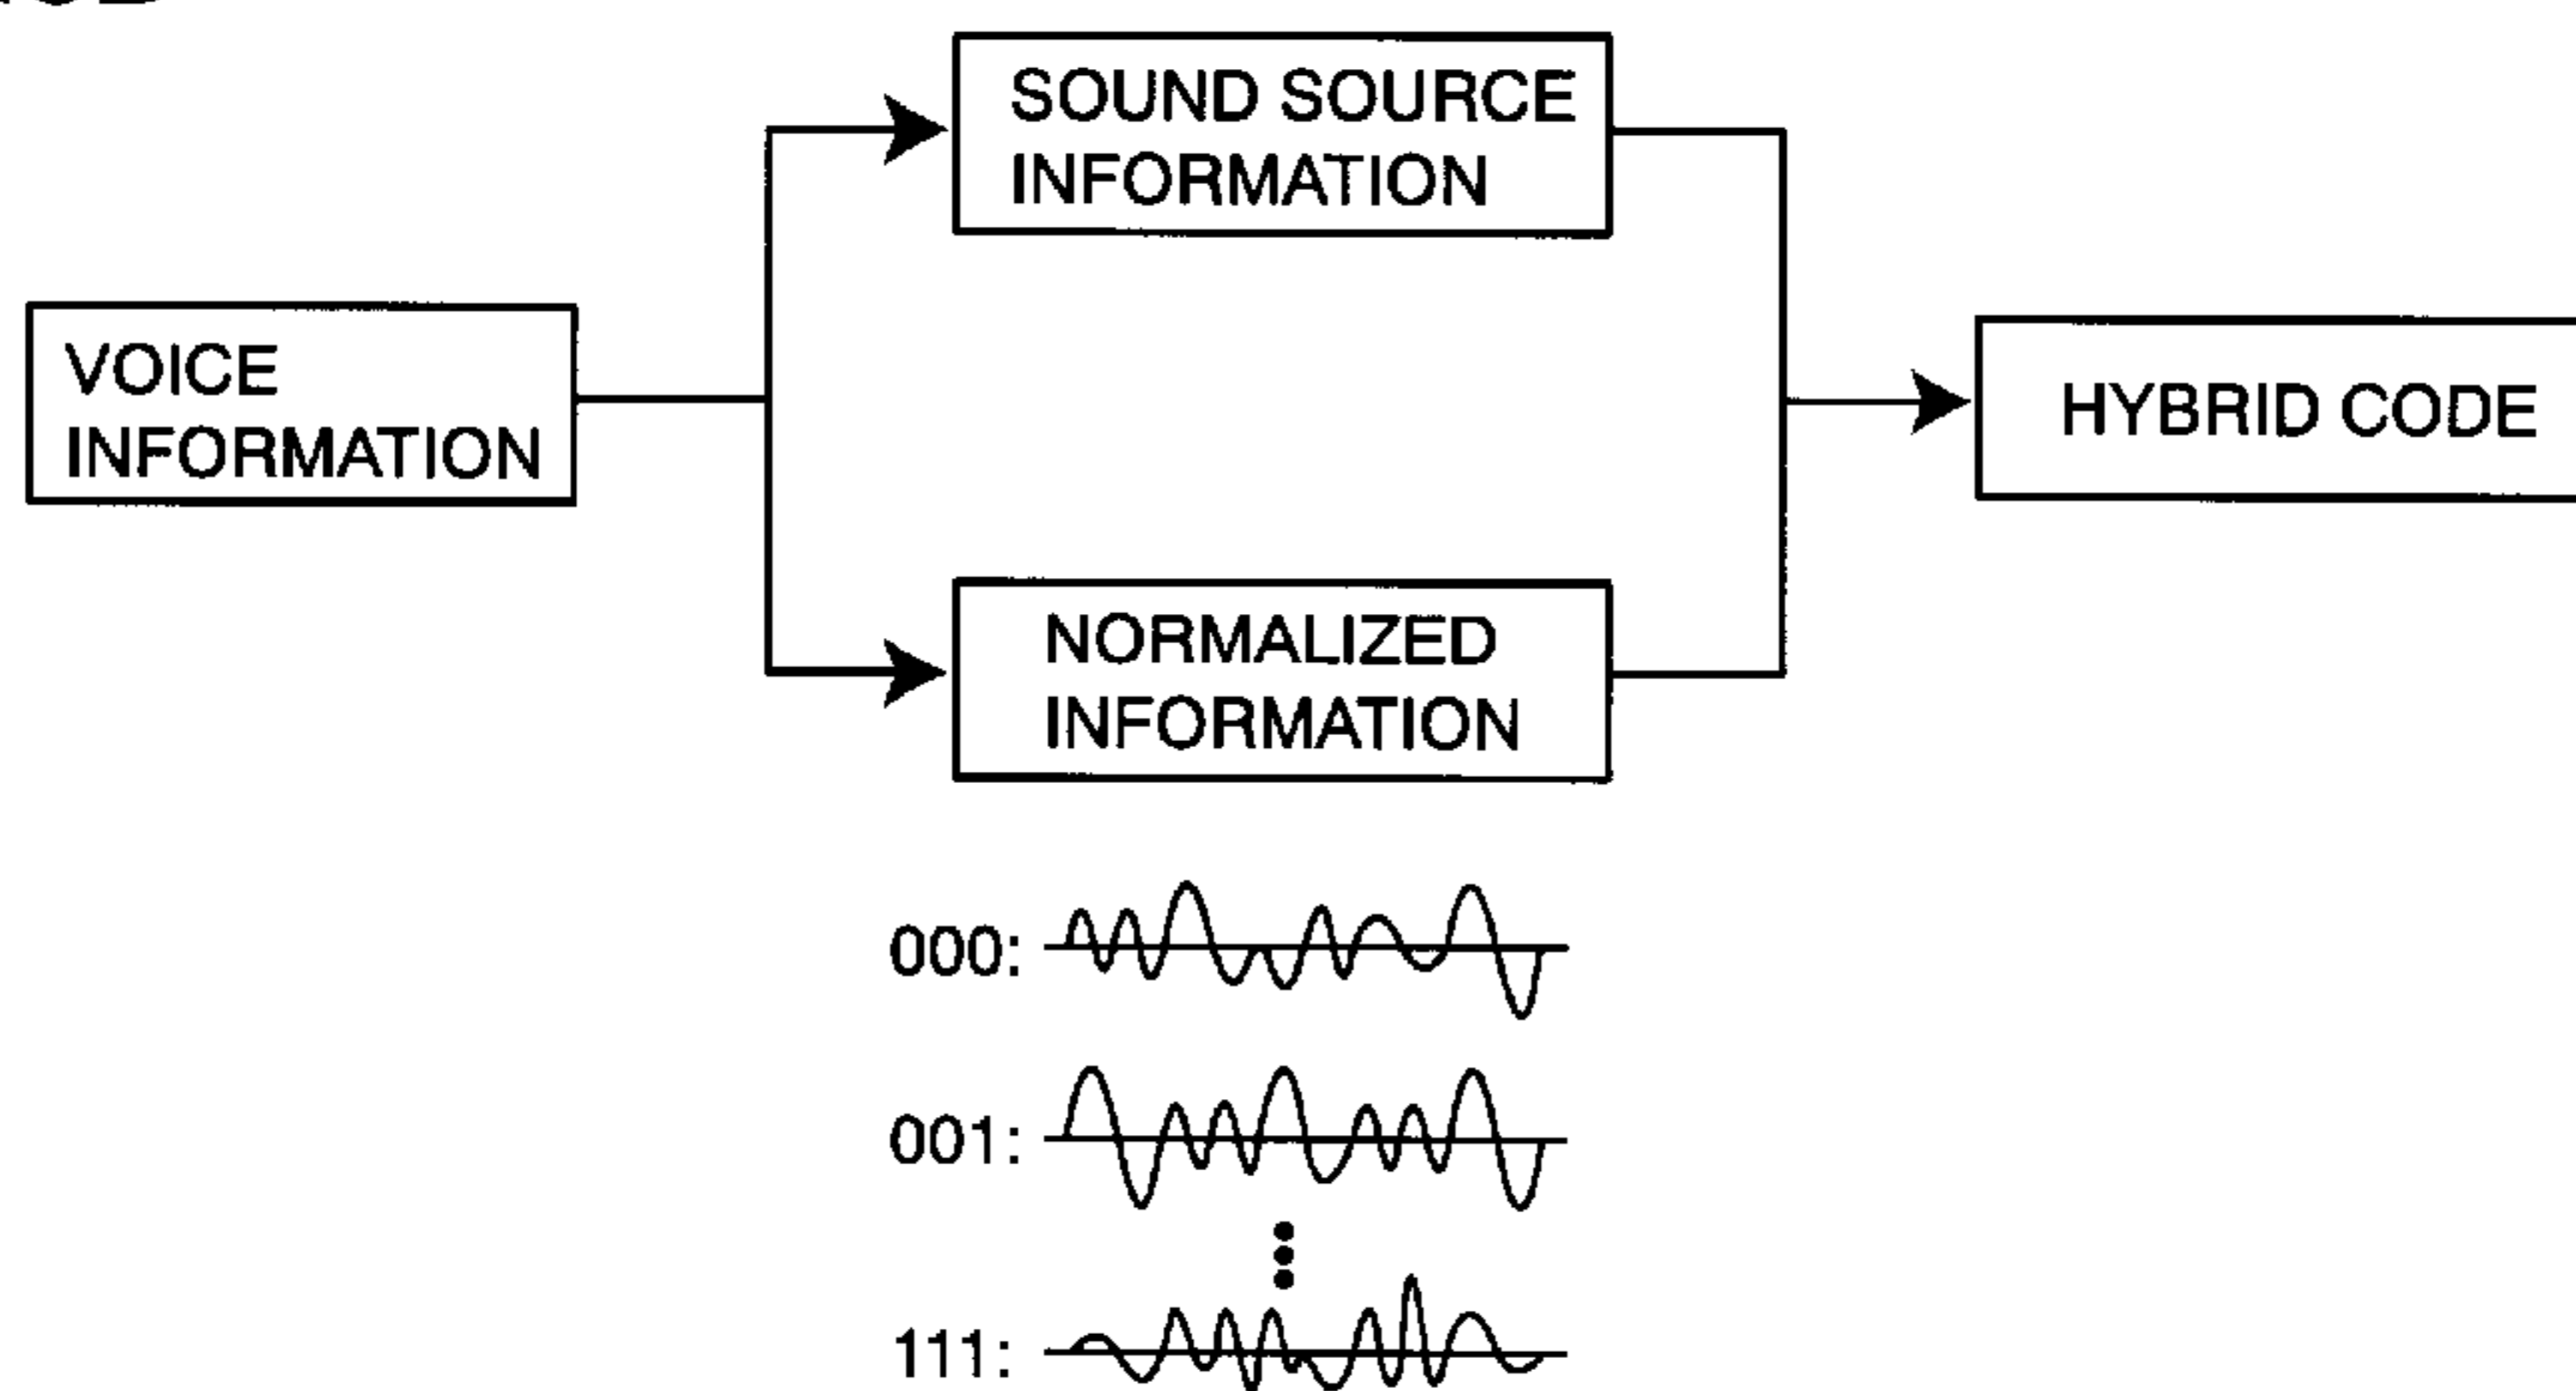 SOUND SOURCE
INFORMATION
VOICE
INFORMATION
HYBRID CODE
NORMALIZED
INFORMATION
000:
001:
111: